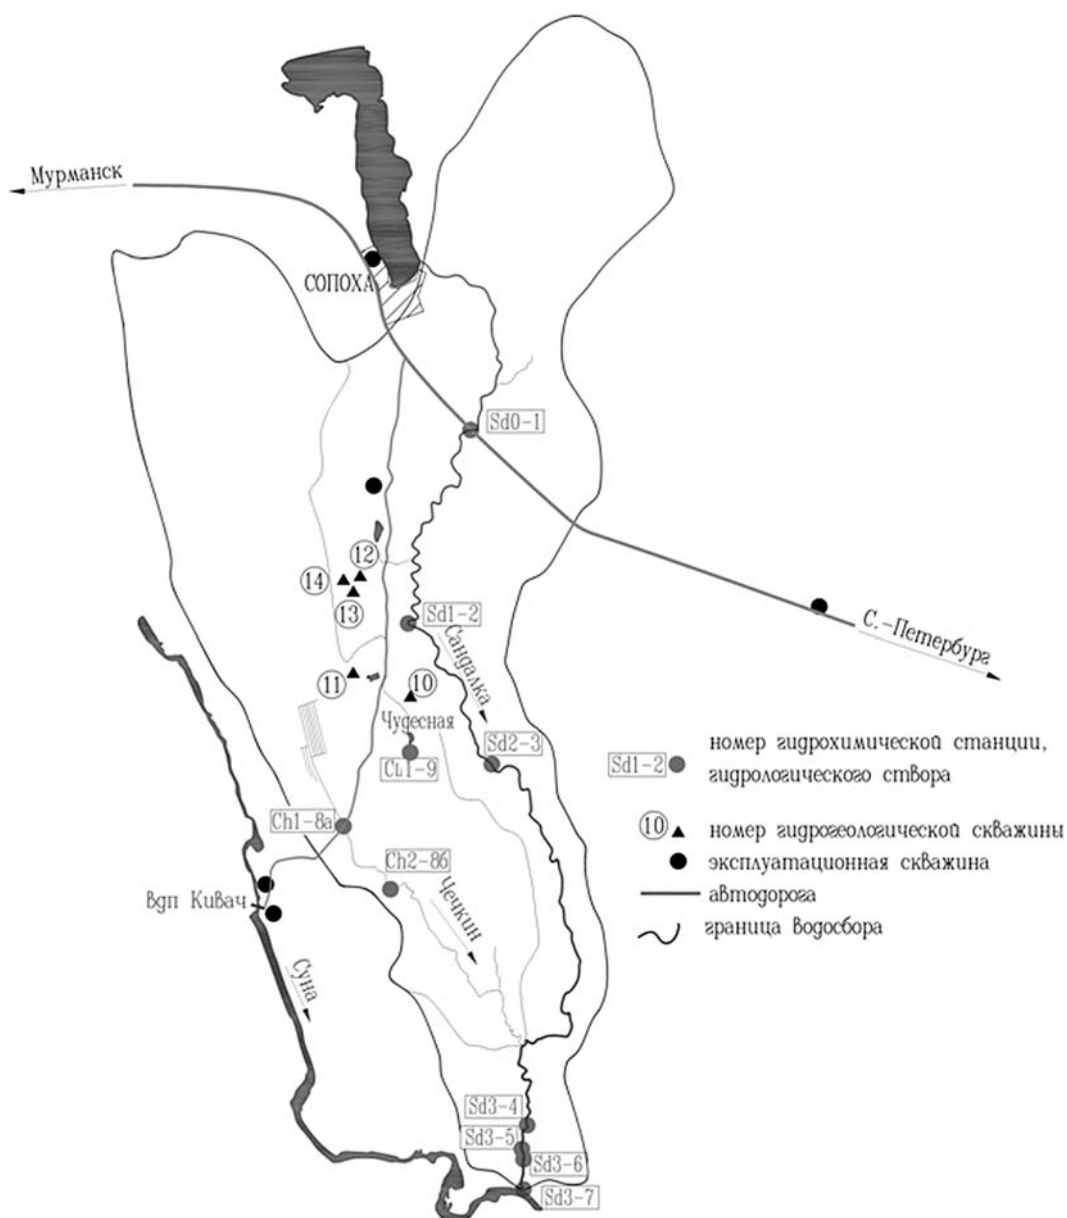 Мурманск
СОПОХА
Sd0-1
12
14
13
Sd1-2
Сандалка
С.-Петербург
11
10
Чудесная
Sd2-3
CL1-9
Ch1-8а
Ch2-8б
Чечкин
вдп Кивач
Суна
Sd3-4
Sd3-5
Sd3-6
Sd3-7
Sd1-2
номер гидрохимической станции,
гидрологического створа
10
номер гидрогеологической скважины
эксплуатационная скважина
автодорога
граница водосбора